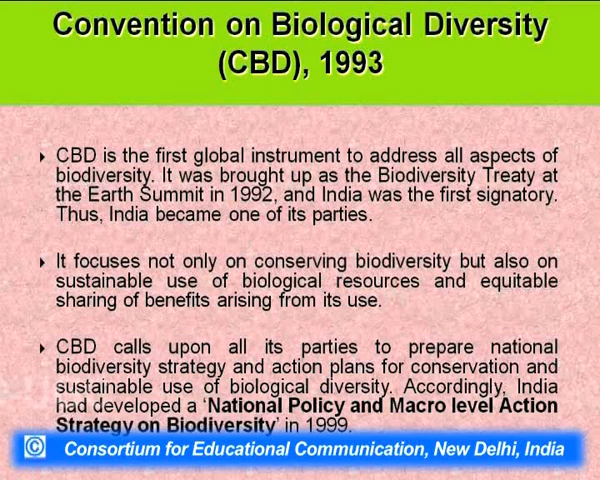 Convention on Biological Diversity
(CBD), 1993
‣ CBD is the first global instrument to address all aspects of
biodiversity. It was brought up as the Biodiversity Treaty at
the Earth Summit in 1992, and India was the first signatory.
Thus, India became one of its parties.
‣ It focuses not only on conserving biodiversity but also on
sustainable use of biological resources and equitable
sharing of benefits arising from its use.
‣ CBD calls upon all its parties to prepare national
biodiversity strategy and action plans for conservation and
sustainable use of biological diversity. Accordingly, India
had developed a ‘National Policy and Macro level Action
Strategy on Biodiversity’ in 1999.
© Consortium for Educational Communication, New Delhi, India